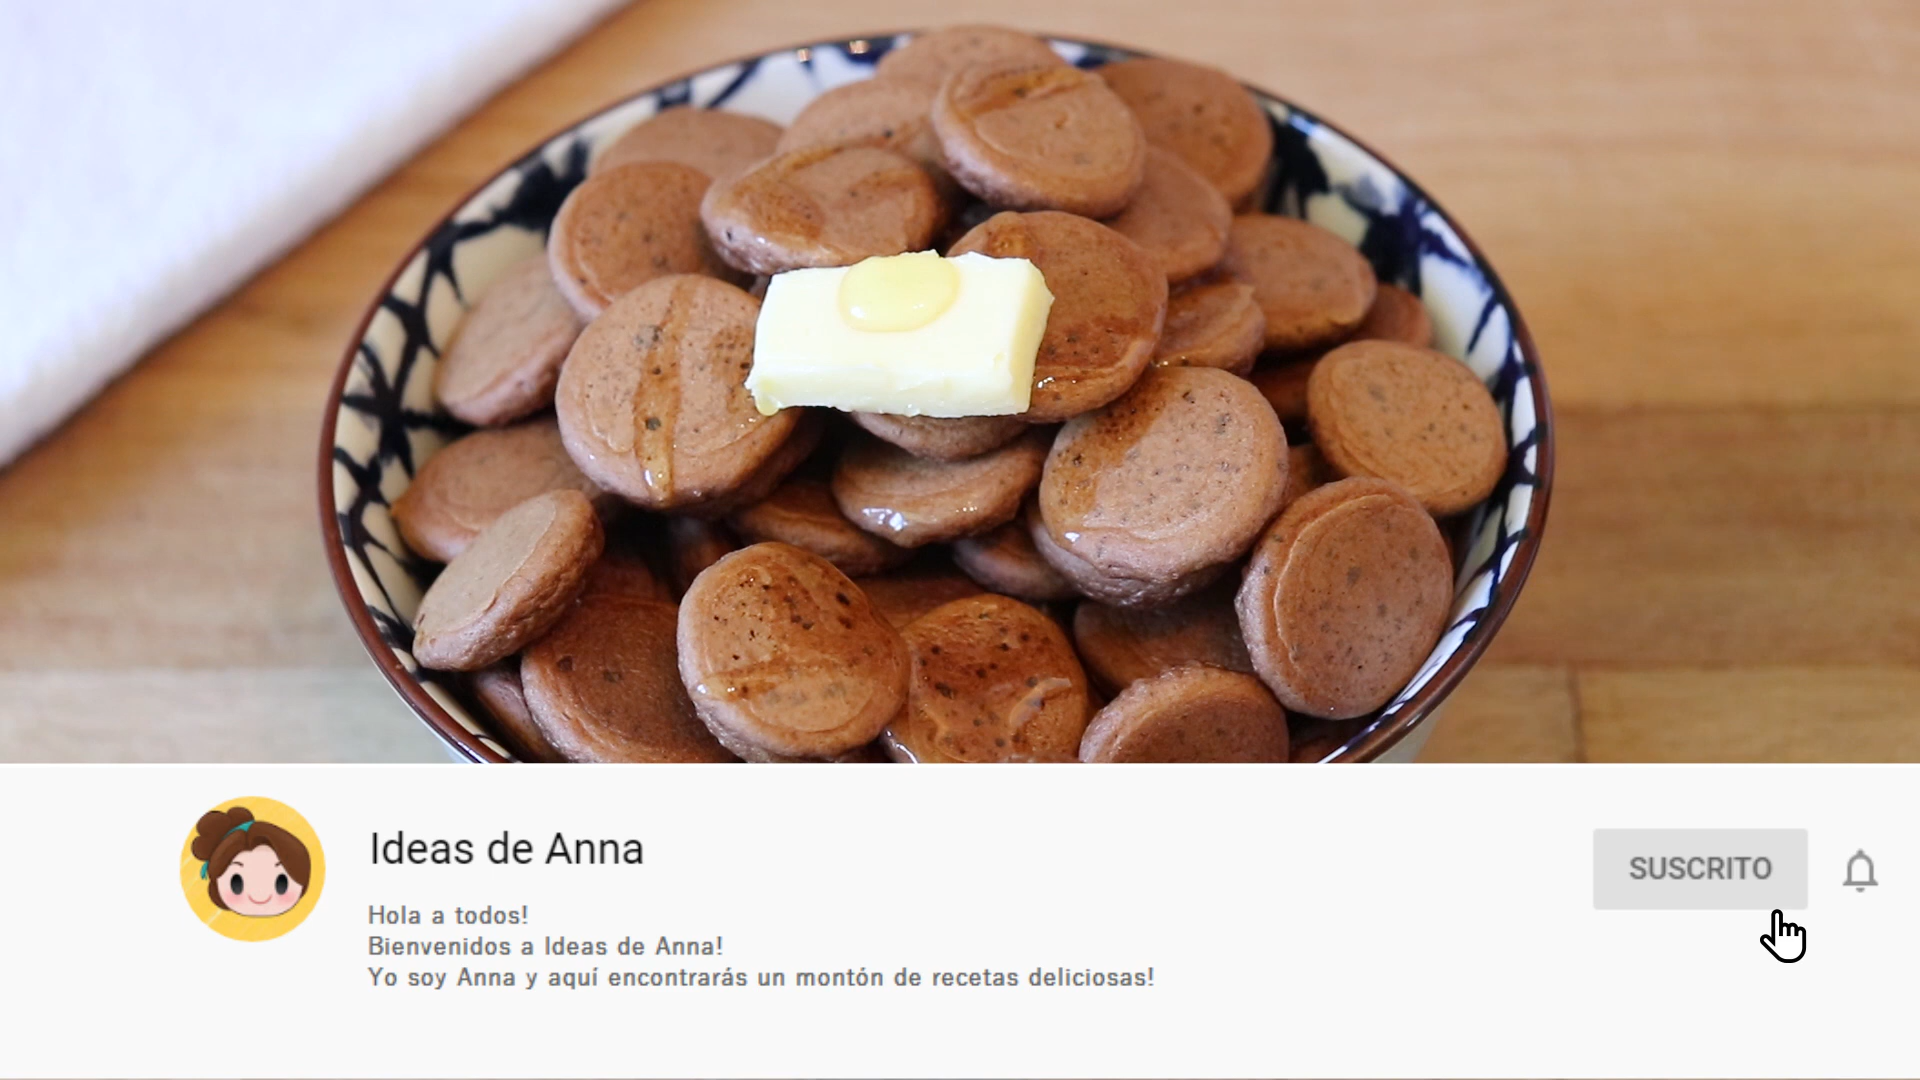 Ideas de Anna
Hola a todos!
Bienvenidos a Ideas de Anna!
Yo soy Anna y aquí encontrarás un montón de recetas deliciosas!
SUSCRITO